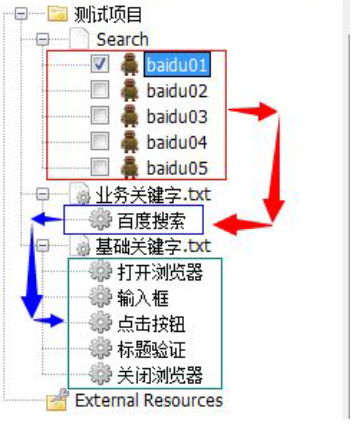 测试项目
Search
baidu01
baidu02
baidu03
baidu04
baidu05
业务关键字.txt
百度搜索
基础关键字.txt
打开浏览器
输入框
点击按钮
标题验证
关闭浏览器
External Resources